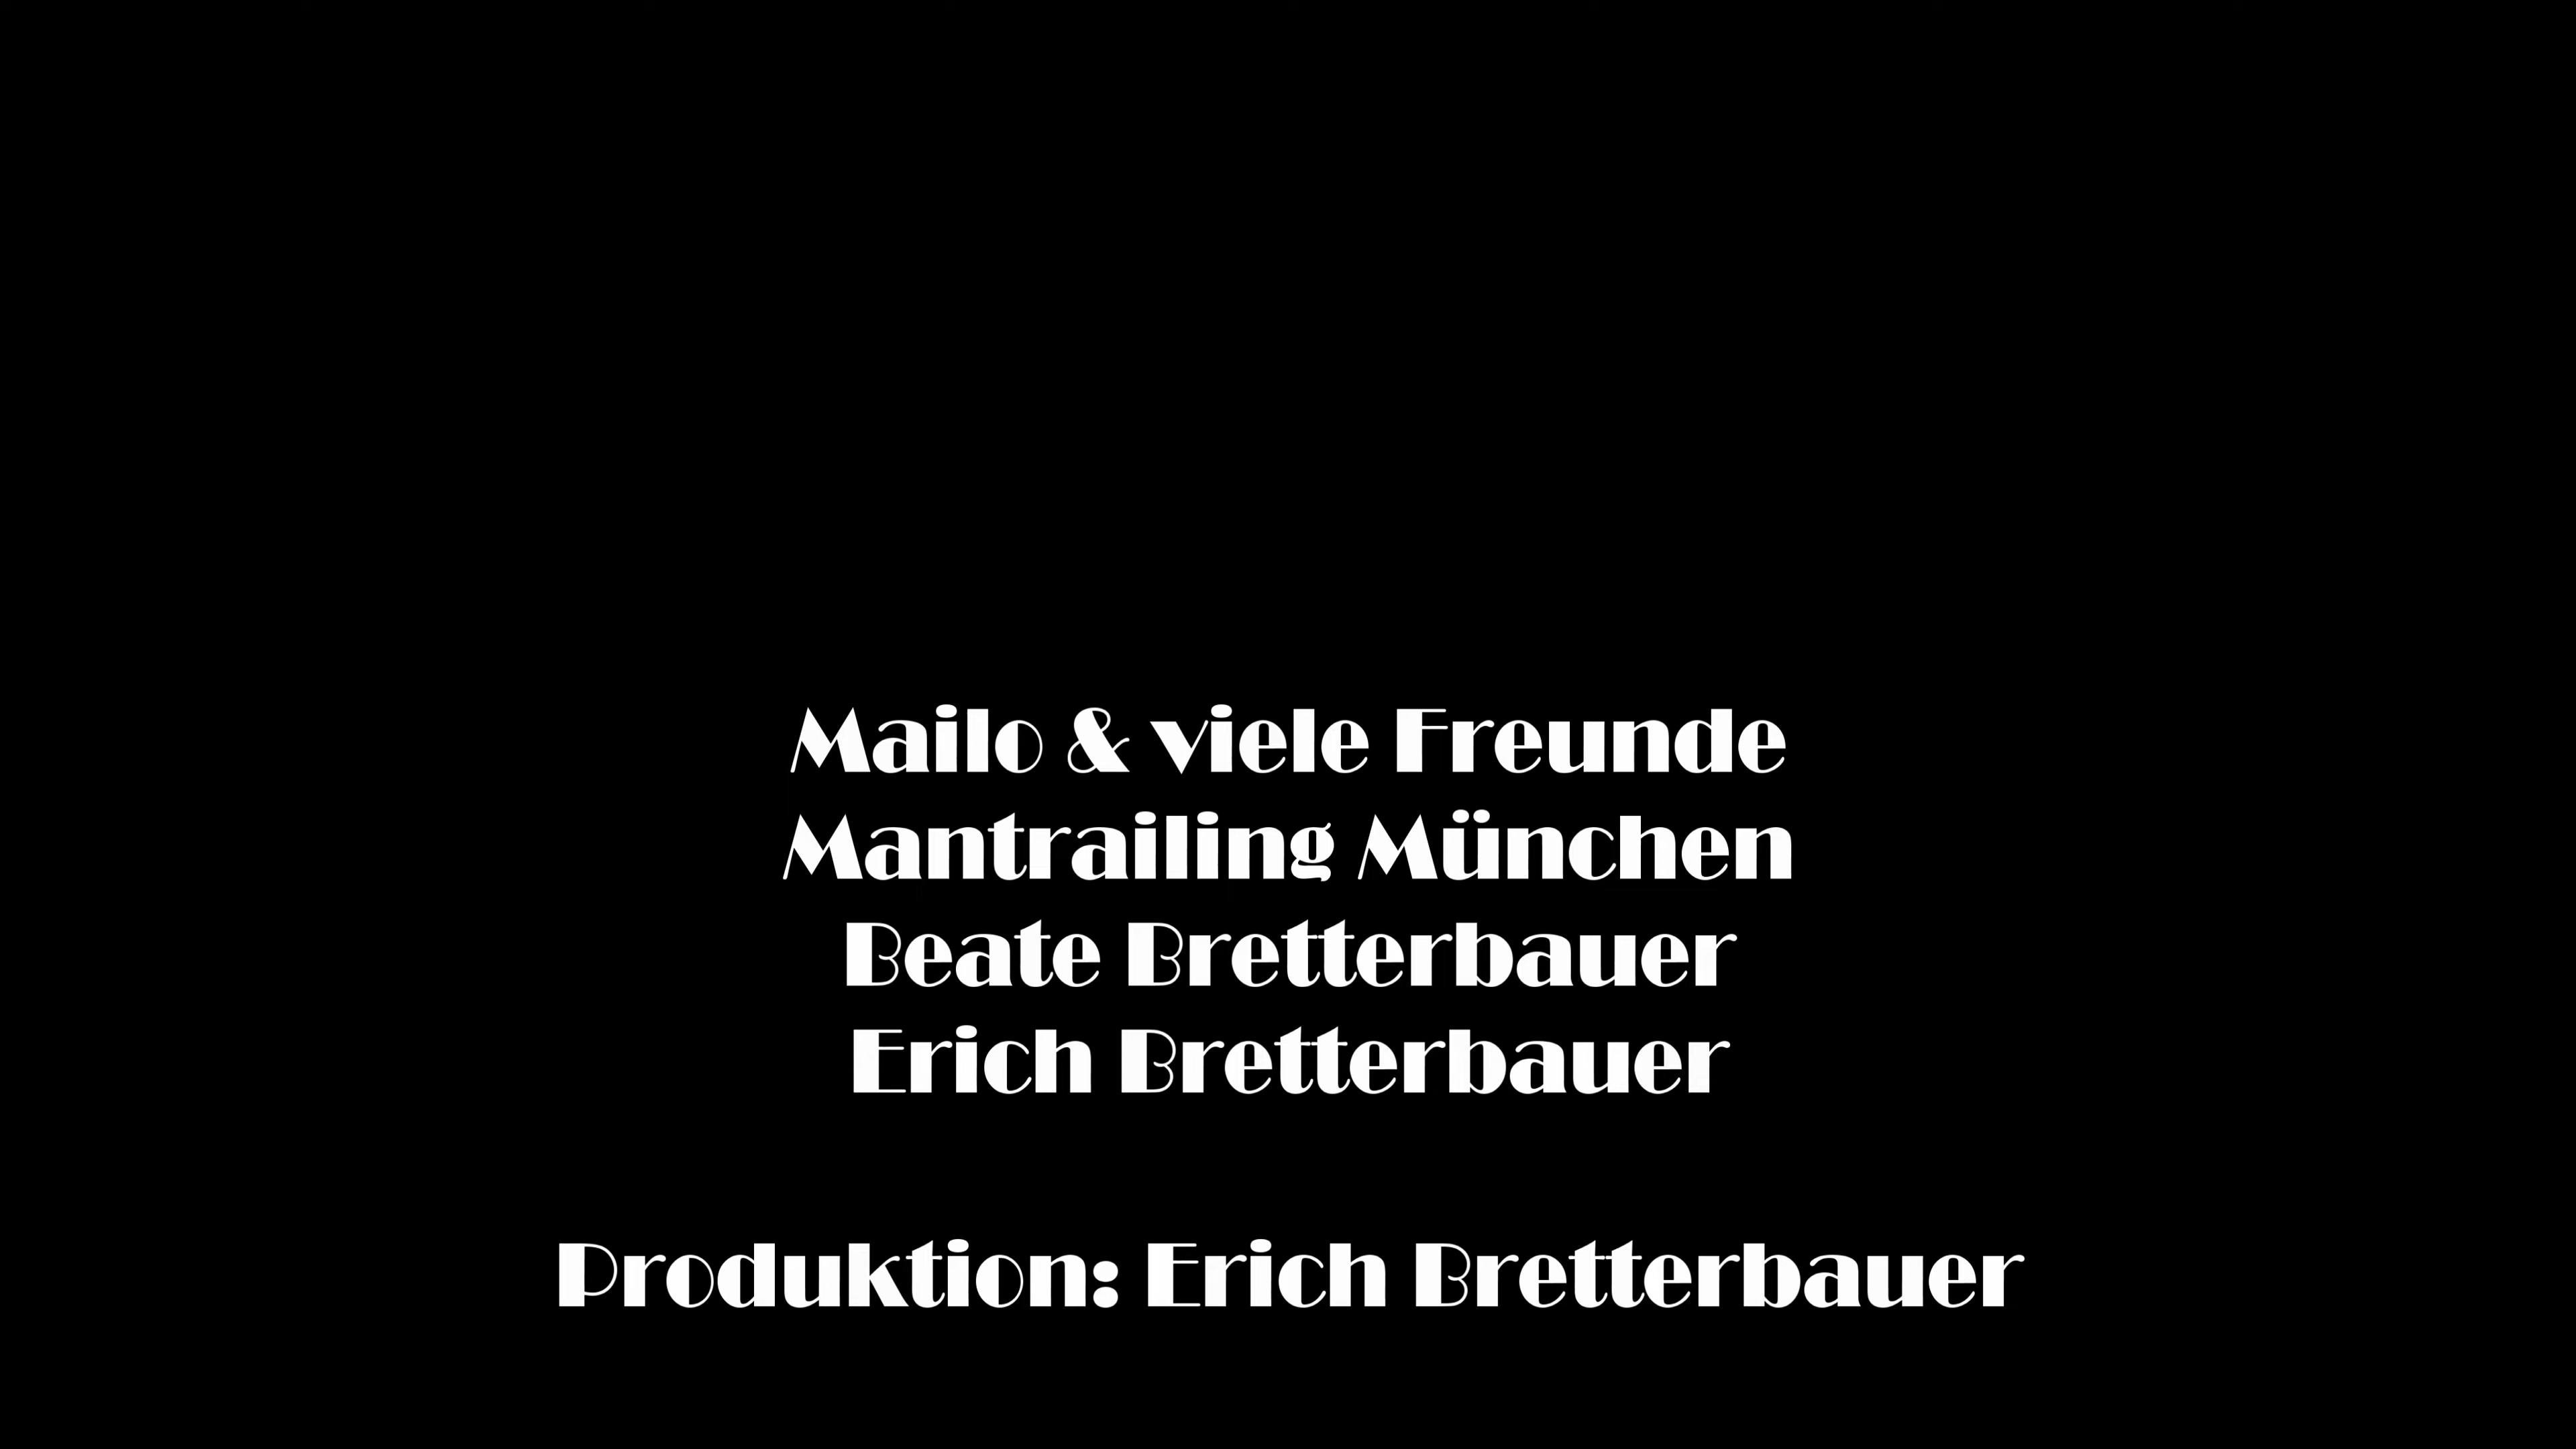 Mailo & viele Freunde
Mantrailing München
Beate Bretterbauer
Erich Bretterbauer
Produktion: Erich Bretterbauer